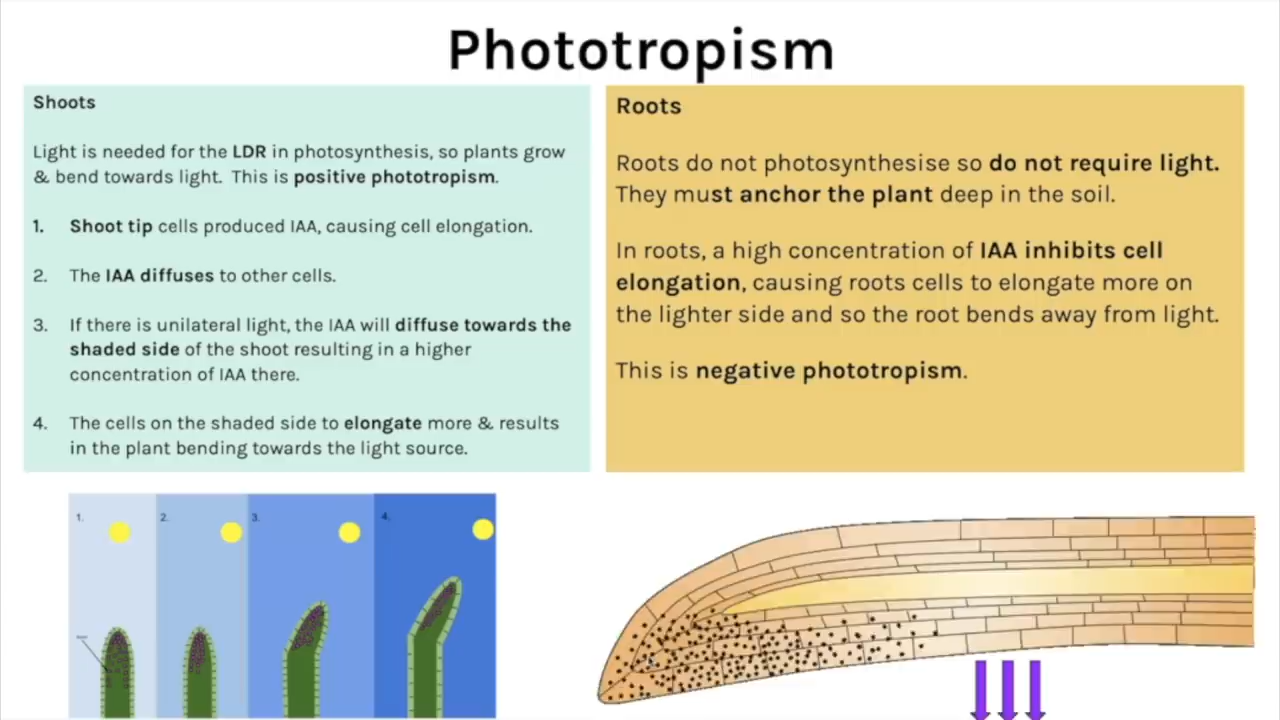 Phototropism
Shoots
Light is needed for the LDR in photosynthesis, so plants grow
& bend towards light. This is positive phototropism.
1. Shoot tip cells produced IAA, causing cell elongation.
2. The IAA diffuses to other cells.
3. If there is unilateral light, the IAA will diffuse towards the
shaded side of the shoot resulting in a higher
concentration of IAA there.
4. The cells on the shaded side to elongate more & results
in the plant bending towards the light source.
Roots
Roots do not photosynthesise so do not require light.
They must anchor the plant deep in the soil.
In roots, a high concentration of IAA inhibits cell
elongation, causing roots cells to elongate more on
the lighter side and so the root bends away from light.
This is negative phototropism.
1.
2.
3.
4.